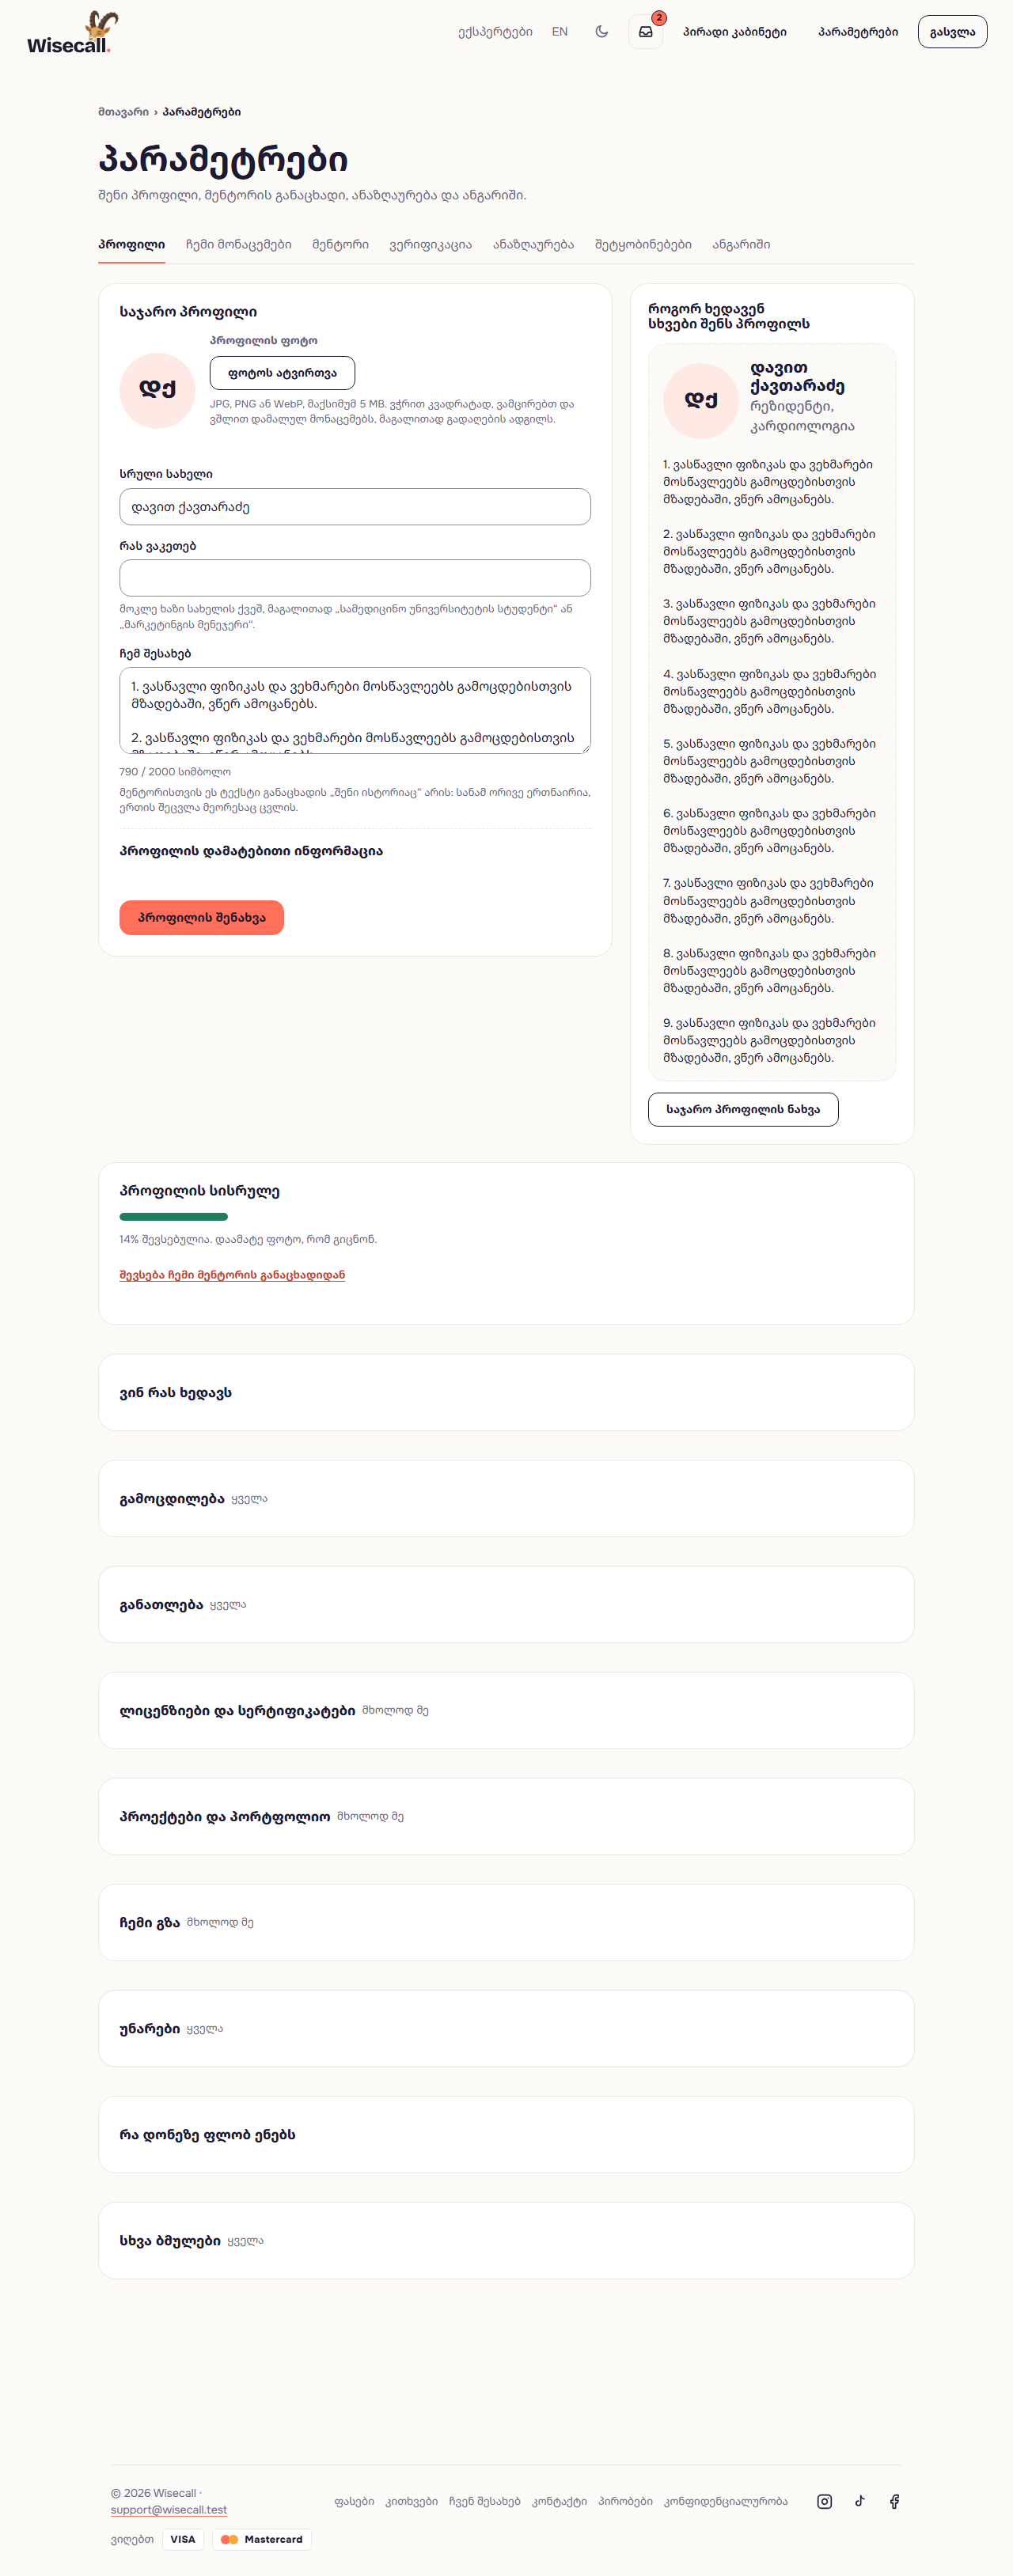 Wisecall.
ექსპერტები EN 2 პირადი კაბინეტი პარამეტრები გასვლა
მთავარი › პარამეტრები
პარამეტრები
შენი პროფილი, მენტორის განაცხადი, ანაზღაურება და ანგარიში.
პროფილი ჩემი მონაცემები მენტორი ვერიფიკაცია ანაზღაურება შეტყობინებები ანგარიში
საჯარო პროფილი
დქ
პროფილის ფოტო
ფოტოს ატვირთვა
JPG, PNG ან WebP, მაქსიმუმ 5 MB. ვჭრით კვადრატად, ვამცირებთ და
ვშლით დამალულ მონაცემებს, მაგალითად გადაღების ადგილს.
სრული სახელი
დავით ქავთარაძე
რას ვაკეთებ
მოკლე ხაზი სახელის ქვეშ, მაგალითად „სამედიცინო უნივერსიტეტის სტუდენტი“ ან
„მარკეტინგის მენეჯერი“.
ჩემ შესახებ
1. ვასწავლი ფიზიკას და ვეხმარები მოსწავლეებს გამოცდებისთვის
მზადებაში, ვწერ ამოცანებს.
2. ვასწავლი ფიზიკას და ვეხმარები მოსწავლეებს გამოცდებისთვის
მზადებაში, ვწერ ამოცანებს.
790 / 2000 სიმბოლო
მენტორისთვის ეს ტექსტი განაცხადის „შენი ისტორიაც“ არის: სანამ ორივე ერთნაირია,
ერთის შეცვლა მეორესაც ცვლის.
პროფილის დამატებითი ინფორმაცია
პროფილის შენახვა
როგორ ხედავენ
სხვები შენს პროფილს
დქ
დავით
ქავთარაძე
რეზიდენტი,
კარდიოლოგია
1. ვასწავლი ფიზიკას და ვეხმარები
მოსწავლეებს გამოცდებისთვის
მზადებაში, ვწერ ამოცანებს.
2. ვასწავლი ფიზიკას და ვეხმარები
მოსწავლეებს გამოცდებისთვის
მზადებაში, ვწერ ამოცანებს.
3. ვასწავლი ფიზიკას და ვეხმარები
მოსწავლეებს გამოცდებისთვის
მზადებაში, ვწერ ამოცანებს.
4. ვასწავლი ფიზიკას და ვეხმარები
მოსწავლეებს გამოცდებისთვის
მზადებაში, ვწერ ამოცანებს.
5. ვასწავლი ფიზიკას და ვეხმარები
მოსწავლეებს გამოცდებისთვის
მზადებაში, ვწერ ამოცანებს.
6. ვასწავლი ფიზიკას და ვეხმარები
მოსწავლეებს გამოცდებისთვის
მზადებაში, ვწერ ამოცანებს.
7. ვასწავლი ფიზიკას და ვეხმარები
მოსწავლეებს გამოცდებისთვის
მზადებაში, ვწერ ამოცანებს.
8. ვასწავლი ფიზიკას და ვეხმარები
მოსწავლეებს გამოცდებისთვის
მზადებაში, ვწერ ამოცანებს.
9. ვასწავლი ფიზიკას და ვეხმარები
მოსწავლეებს გამოცდებისთვის
მზადებაში, ვწერ ამოცანებს.
საჯარო პროფილის ნახვა
პროფილის სისრულე
14% შევსებულია. დაამატე ფოტო, რომ გიცნონ.
შევსება ჩემი მენტორის განაცხადიდან
ვინ რას ხედავს
გამოცდილება ყველა
განათლება ყველა
ლიცენზიები და სერტიფიკატები მხოლოდ მე
პროექტები და პორტფოლიო მხოლოდ მე
ჩემი გზა მხოლოდ მე
უნარები ყველა
რა დონეზე ფლობ ენებს
სხვა ბმულები ყველა
© 2026 Wisecall ·
support@wisecall.test
ფასები კითხვები ჩვენ შესახებ კონტაქტი პირობები კონფიდენციალურობა
ვიღებთ VISA Mastercard